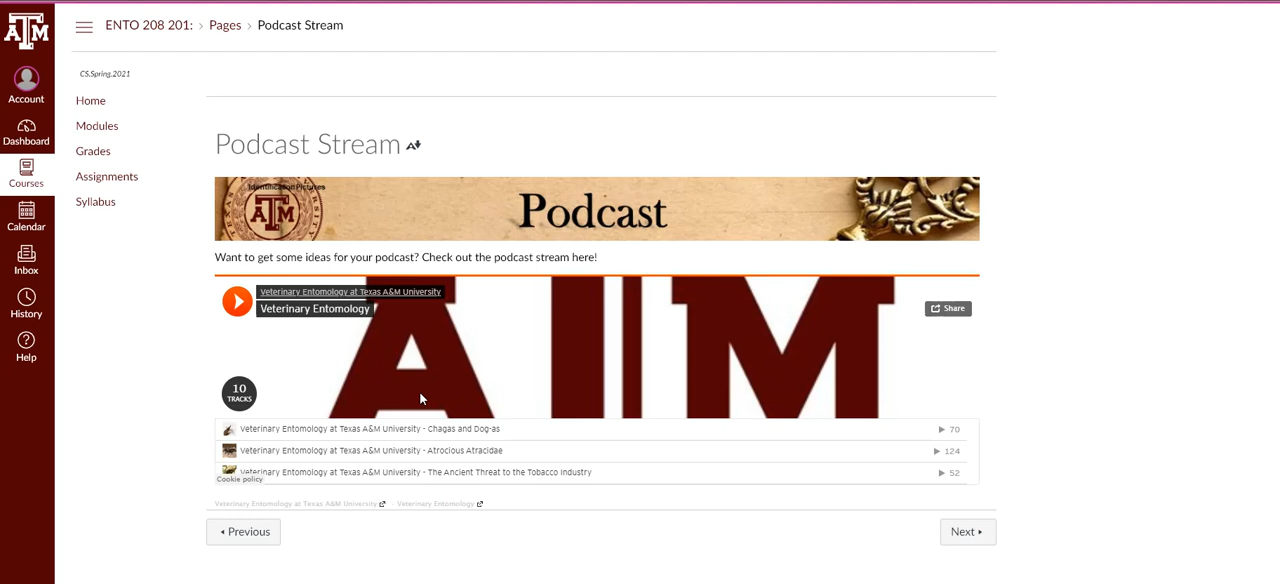 ĀM
ENTO 208 201: › Pages › Podcast Stream
CS.Spring.2021
Account
Dashboard
Courses
Calendar
Inbox
History
Help
Home
Modules
Grades
Assignments
Syllabus
Podcast Stream
Identification Pictures
Podcast
Want to get some ideas for your podcast? Check out the podcast stream here!
Veterinary Entomology at Texas A&M University
Veterinary Entomology
Share
10
TRACKS
Veterinary Entomology at Texas A&M University - Chagas and Dog-as 70
Veterinary Entomology at Texas A&M University - Atrocious Atracidae 124
Veterinary Entomology at Texas A&M University - The Ancient Threat to the Tobacco Industry 52
Cookie policy
Veterinary Entomology at Texas A&M University · Veterinary Entomology
Previous
Next